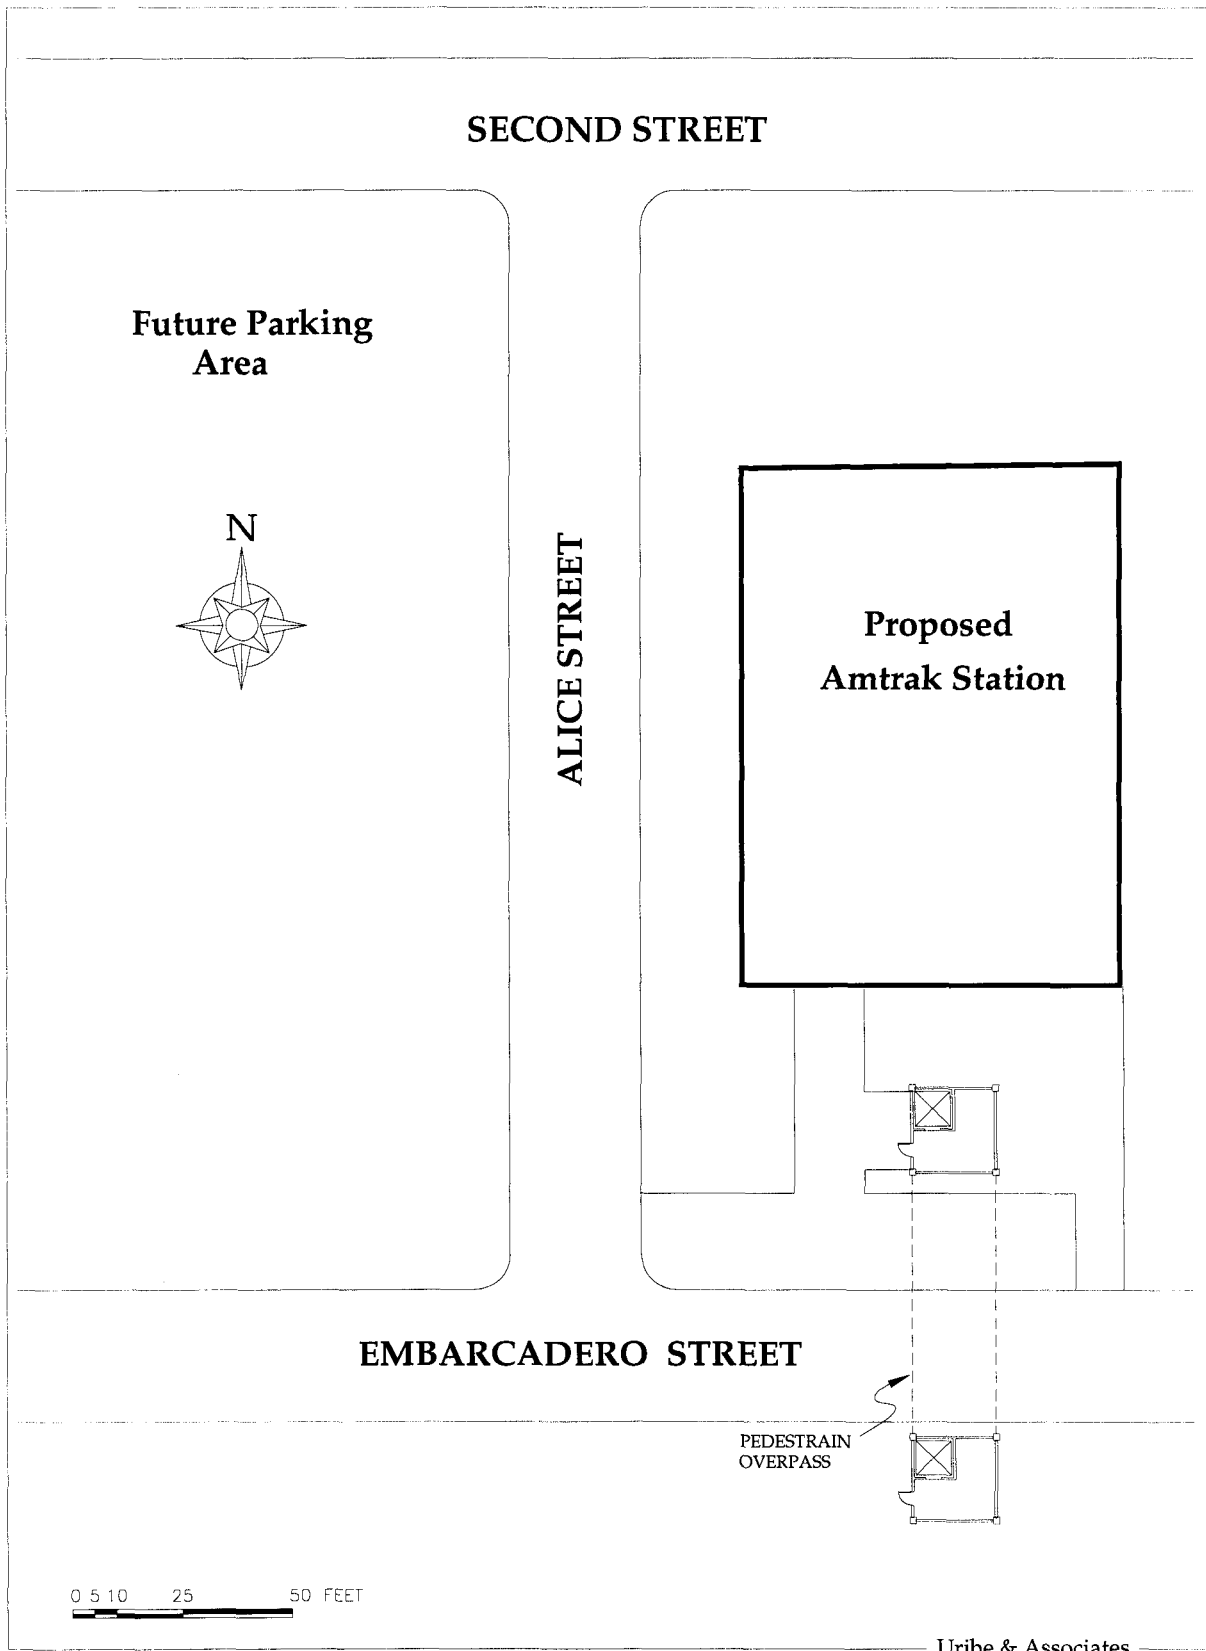 SECOND STREET
Future Parking
Area
N
ALICE STREET
Proposed
Amtrak Station
EMBARCADERO STREET
PEDESTRAIN
OVERPASS
0 5 10 25 50 FEET
Uribe & Associates